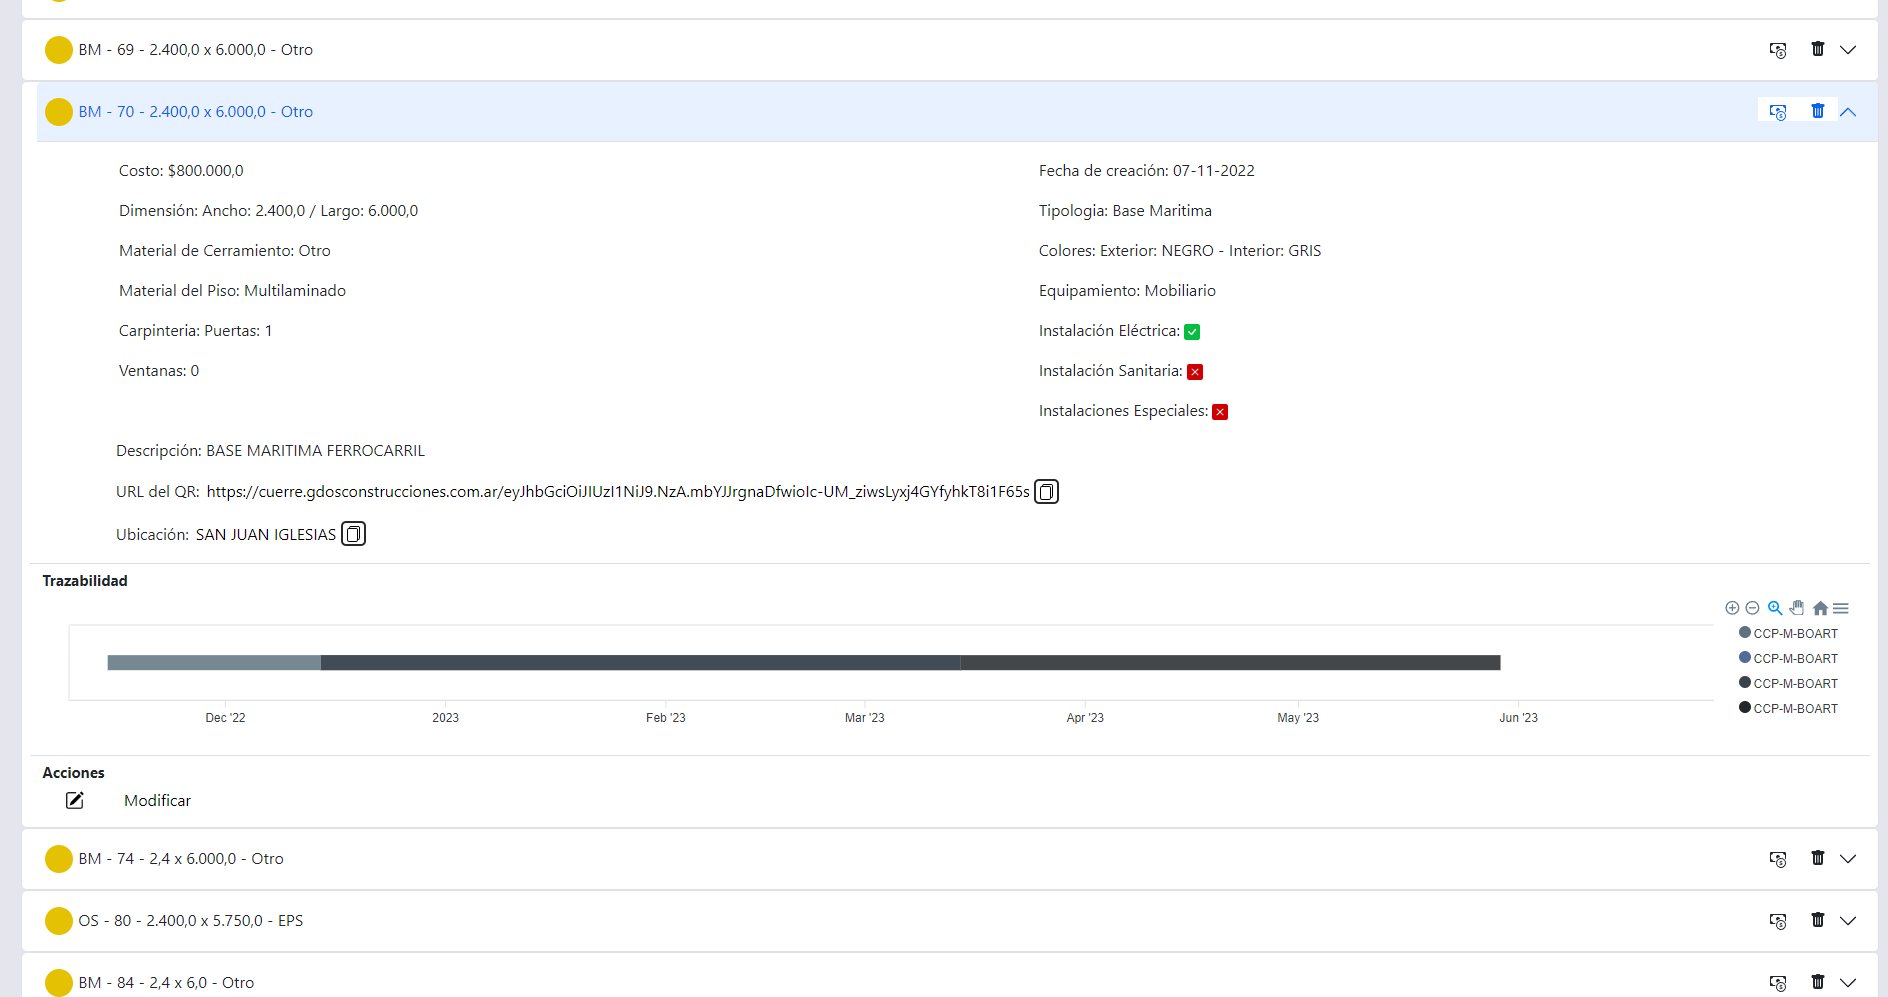 BM - 69 - 2.400,0 x 6.000,0 - Otro
BM - 70 - 2.400,0 x 6.000,0 - Otro
Costo: $800.000,0
Fecha de creación: 07-11-2022
Dimensión: Ancho: 2.400,0 / Largo: 6.000,0
Tipologia: Base Maritima
Material de Cerramiento: Otro
Colores: Exterior: NEGRO - Interior: GRIS
Material del Piso: Multilaminado
Equipamiento: Mobiliario
Carpinteria: Puertas: 1
Instalación Eléctrica:
Ventanas: 0
Instalación Sanitaria:
Instalaciones Especiales:
Descripción: BASE MARITIMA FERROCARRIL
URL del QR: https://cuerre.gdosconstrucciones.com.ar/eyJhbGciOiJIUzI1NiJ9.NzA.mbYJJrgnaDfwioIc-UM_ziwsLyxj4GYfyhkT8i1F65s
Ubicación: SAN JUAN IGLESIAS
Trazabilidad
CCP-M-BOART
CCP-M-BOART
CCP-M-BOART
CCP-M-BOART
Dec '22 2023 Feb '23 Mar '23 Apr '23 May '23 Jun '23
Acciones
Modificar
BM - 74 - 2,4 x 6.000,0 - Otro
OS - 80 - 2.400,0 x 5.750,0 - EPS
BM - 84 - 2,4 x 6,0 - Otro